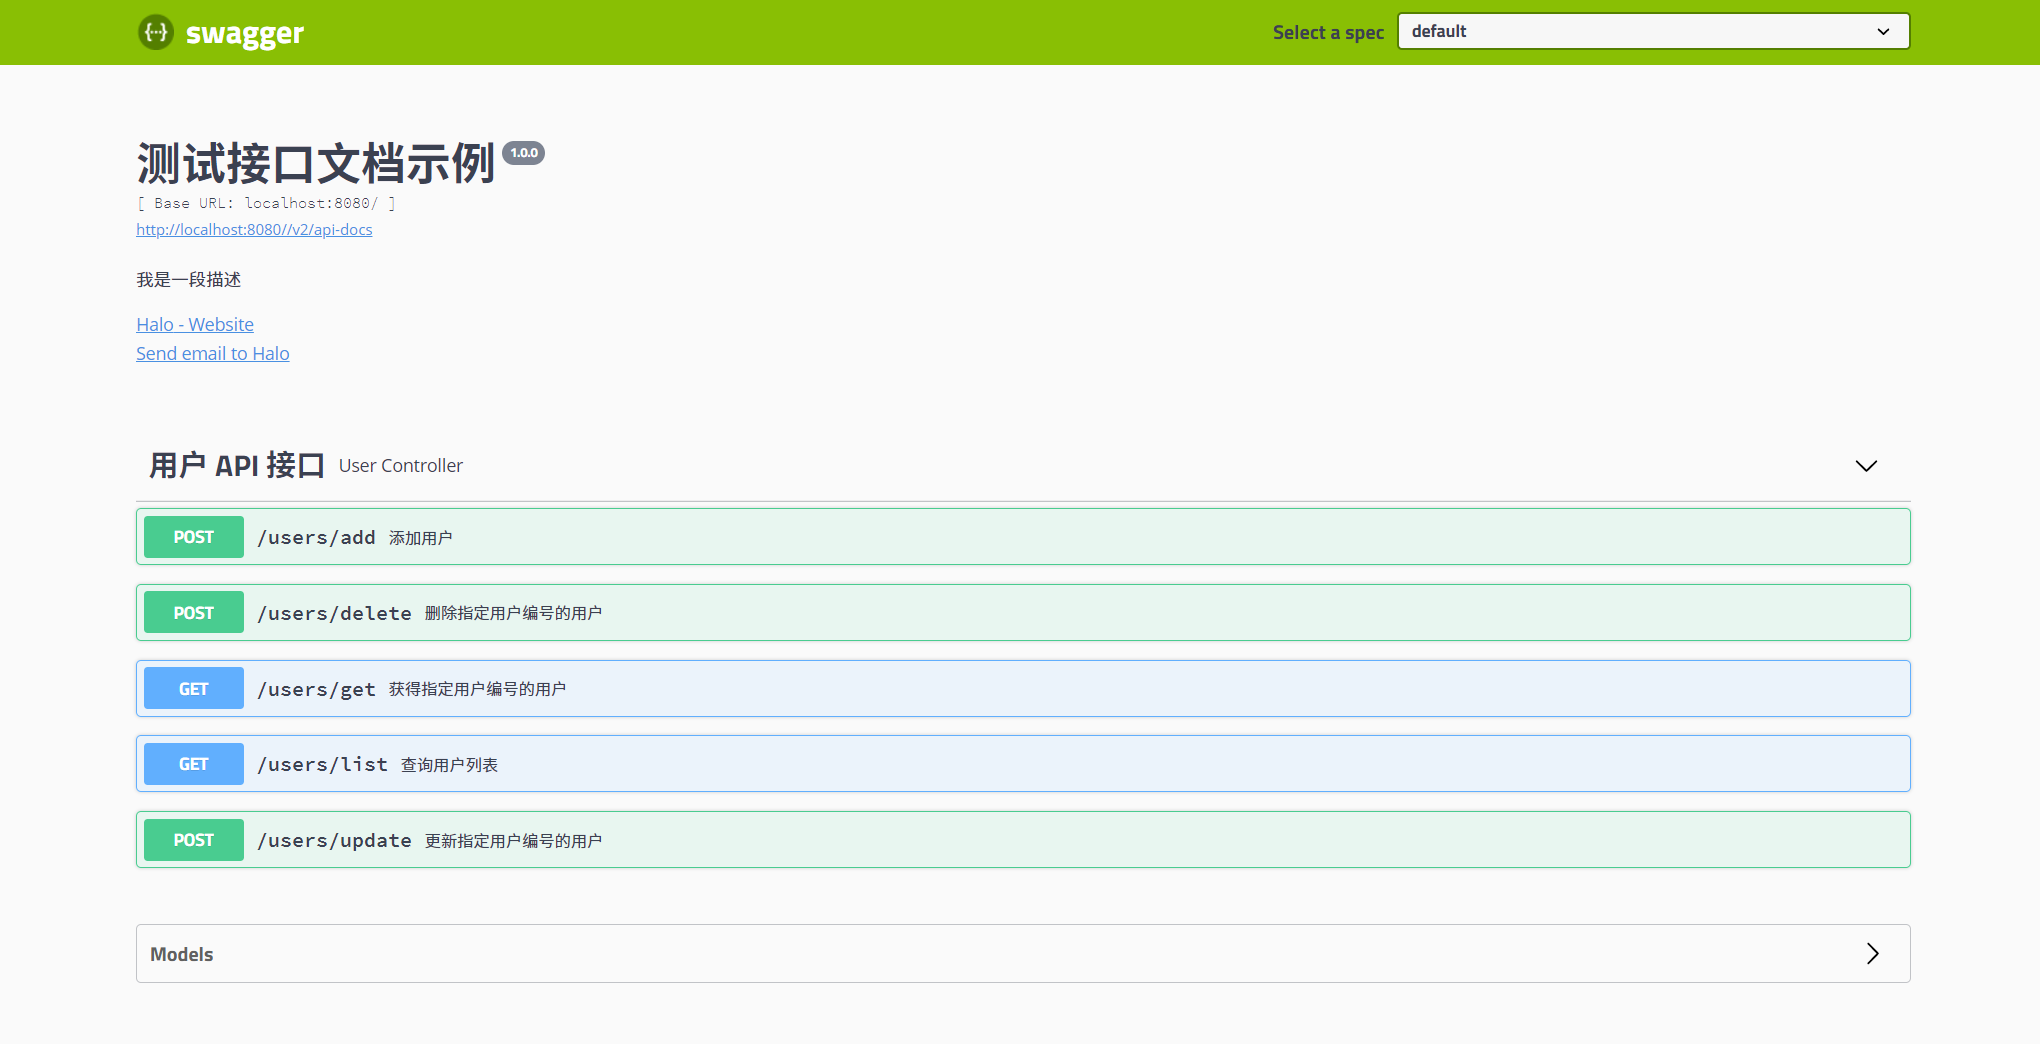 swagger
Select a spec default
测试接口文档示例 1.0.0
[ Base URL: localhost:8080/ ]
http://localhost:8080//v2/api-docs
我是一段描述
Halo - Website
Send email to Halo
用户 API 接口 User Controller
POST /users/add 添加用户
POST /users/delete 删除指定用户编号的用户
GET /users/get 获得指定用户编号的用户
GET /users/list 查询用户列表
POST /users/update 更新指定用户编号的用户
Models